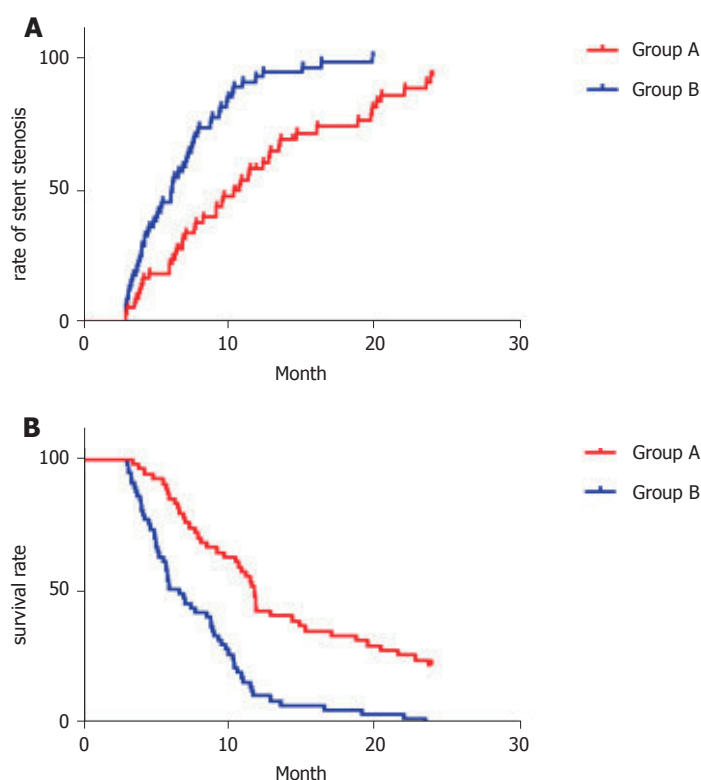 A
100
50
0
rate of stent stenosis
0 10 20 30
Month
Group A
Group B
B
100
50
0
survival rate
0 10 20 30
Month
Group A
Group B